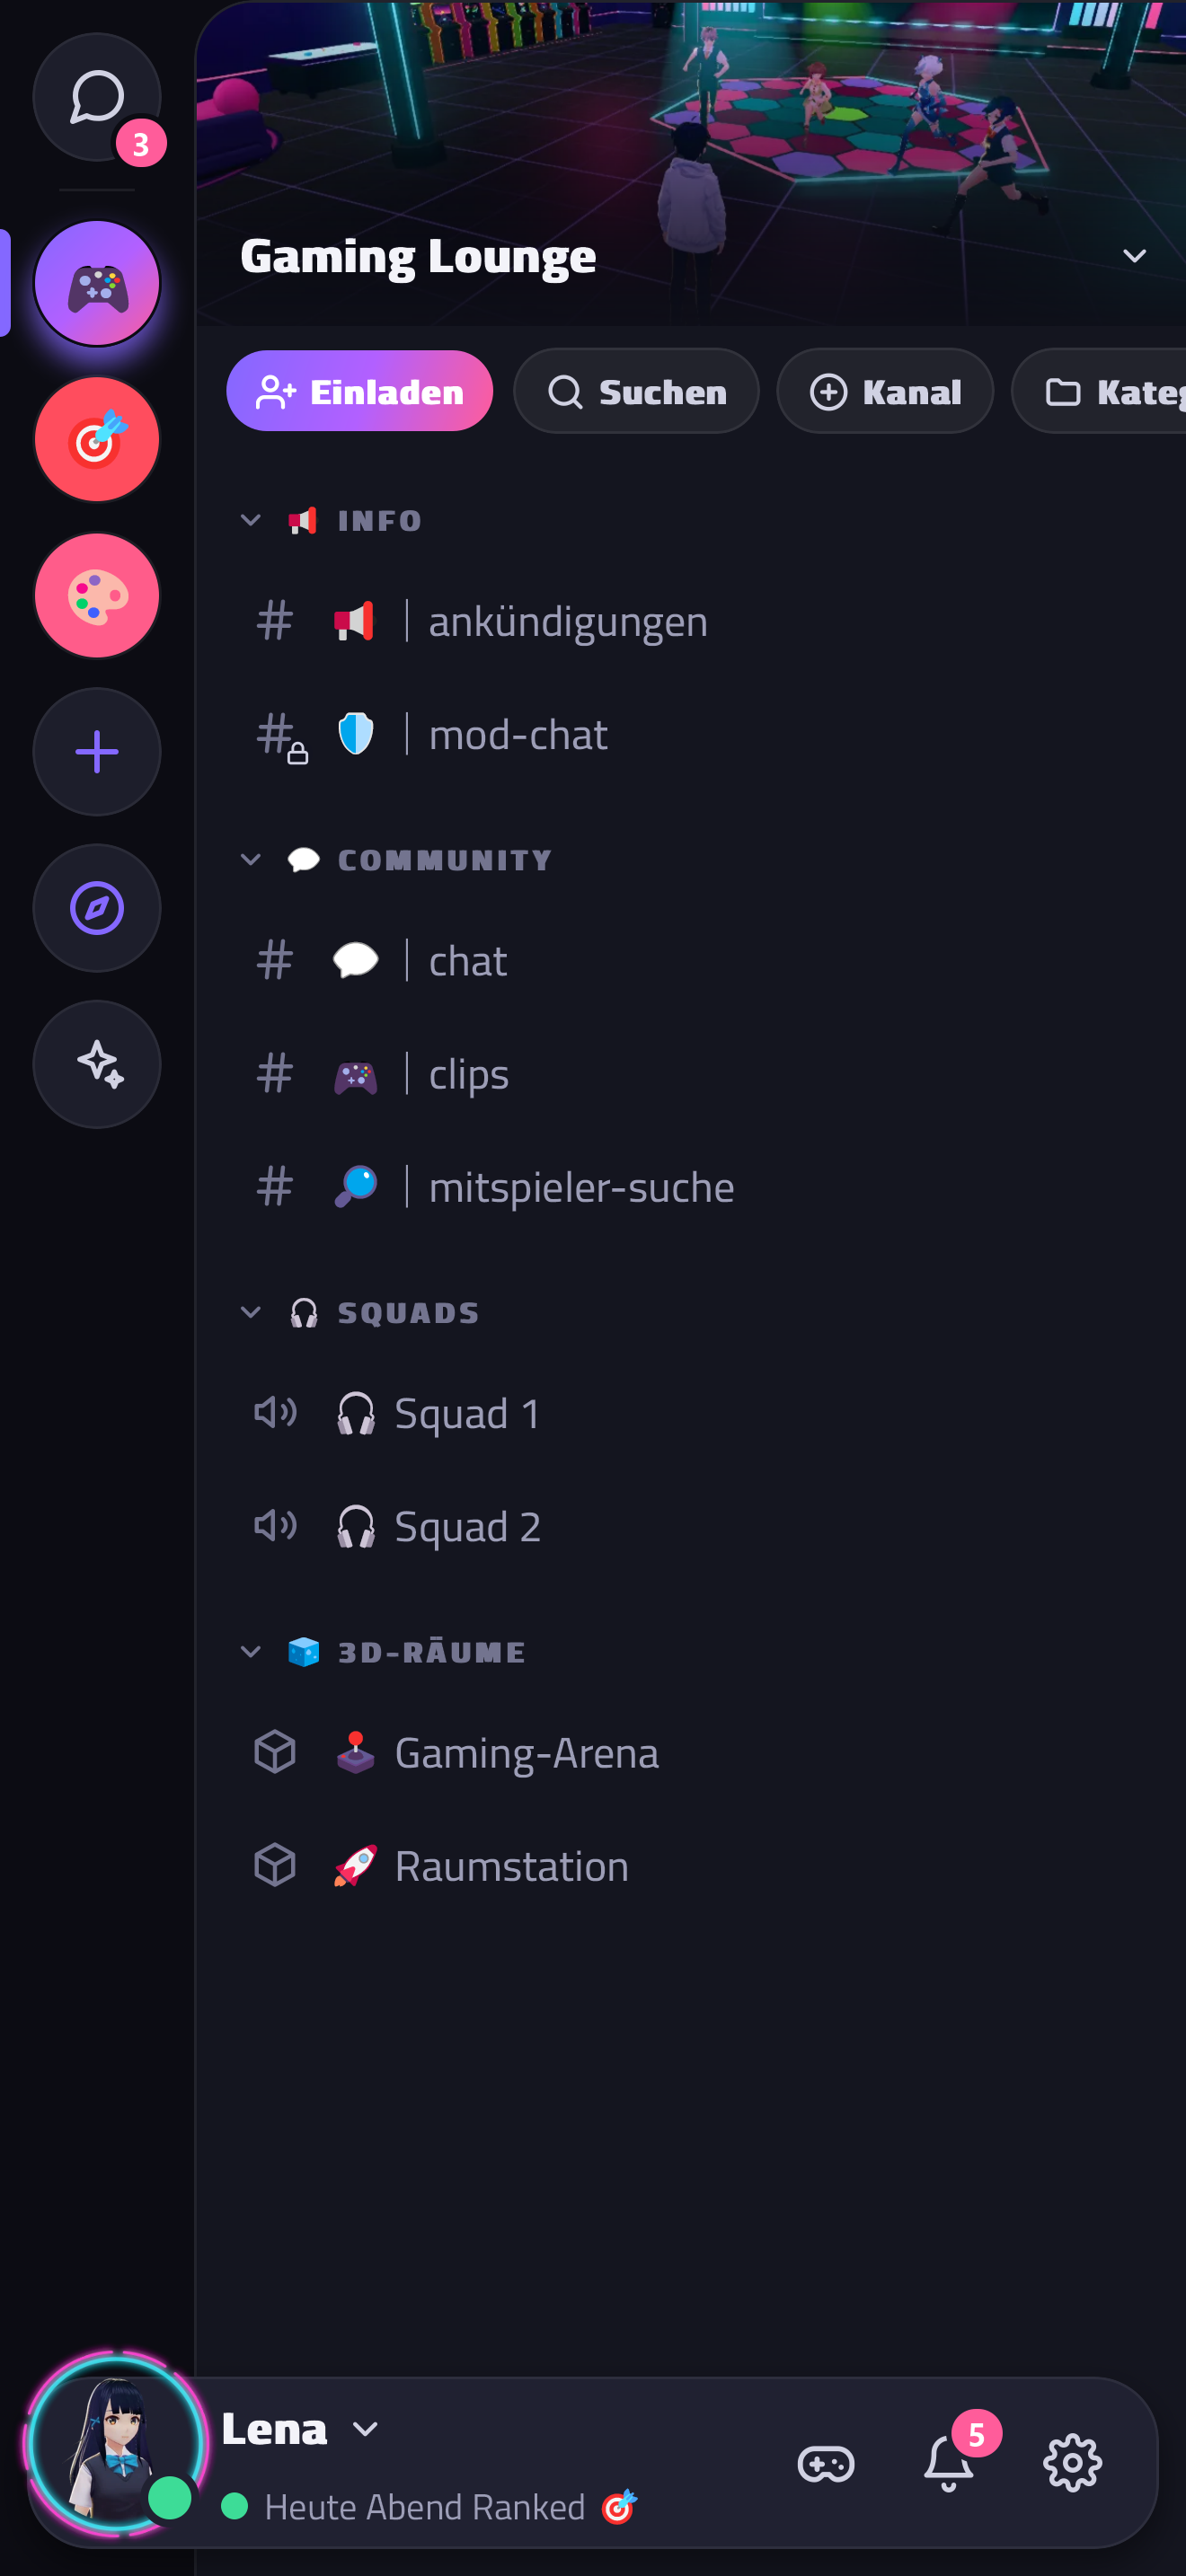 3
Gaming Lounge
Einladen
Suchen
Kanal
Kateg
INFO
ankündigungen
mod-chat
COMMUNITY
chat
clips
mitspieler-suche
SQUADS
Squad 1
Squad 2
3D-RÄUME
Gaming-Arena
Raumstation
Lena
5
Heute Abend Ranked